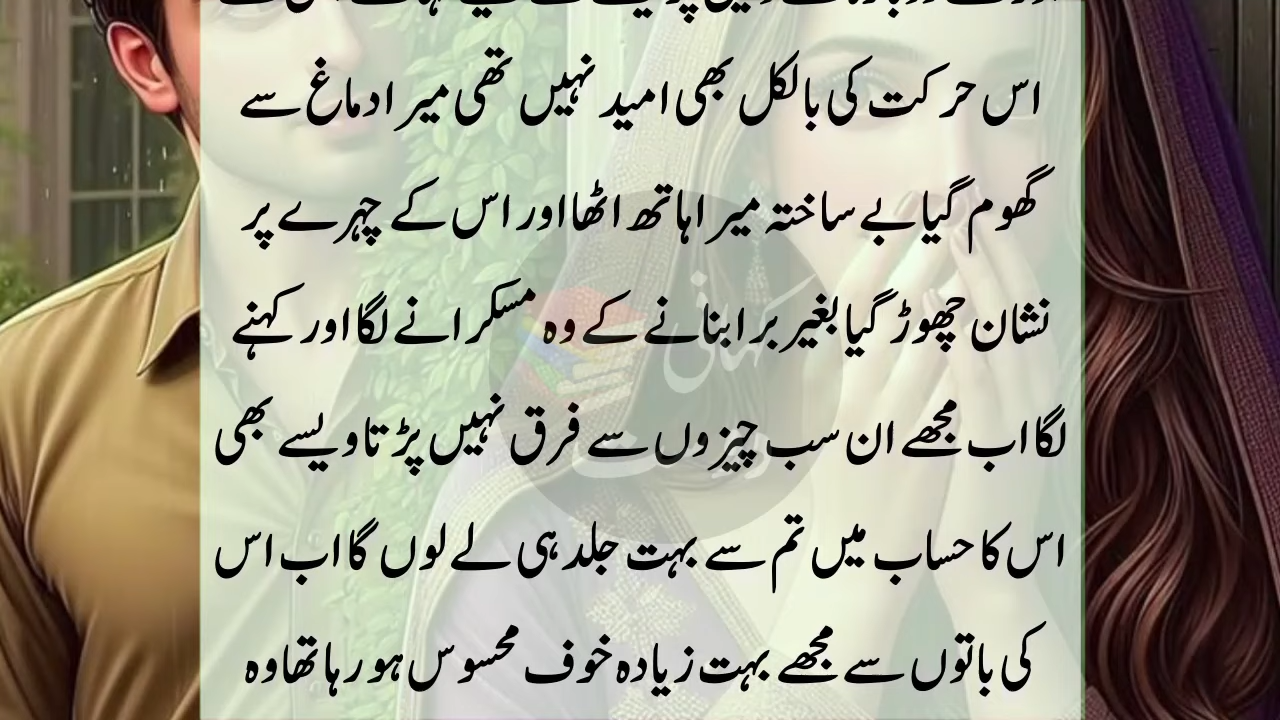 اس حرکت کی بالکل بھی امید نہیں تھی میرا دماغ سے
گھوم گیا بے ساختہ میرا ہاتھ اٹھا اور اس کے چہرے پر
نشان چھوڑ گیا بغیر برا بنانے کے وہ مسکرانے لگا اور کہنے
لگا اب مجھے ان سب چیزوں سے فرق نہیں پڑتا ویسے بھی
اس کا حساب میں تم سے بہت جلد ہی لے لوں گا اب اس
کی باتوں سے مجھے بہت زیادہ خوف محسوس ہو رہا تھا وہ
کہانی